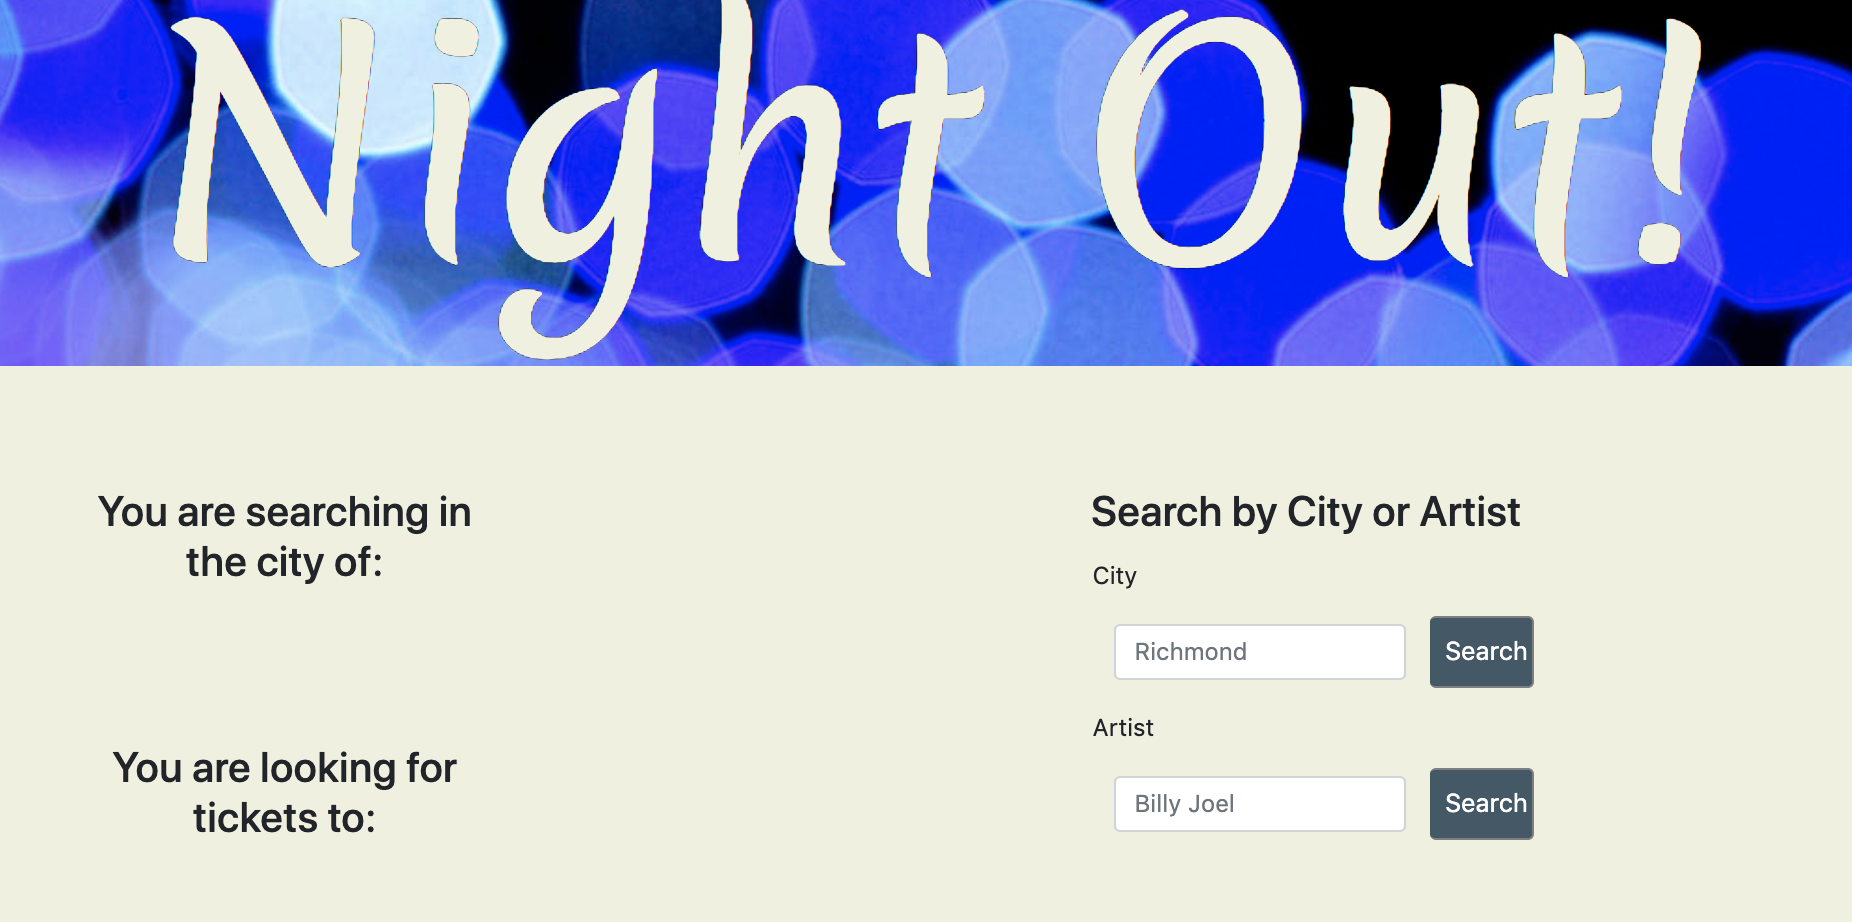 Night Out!
You are searching in
the city of:
You are looking for
tickets to:
Search by City or Artist
City
Richmond
Search
Artist
Billy Joel
Search